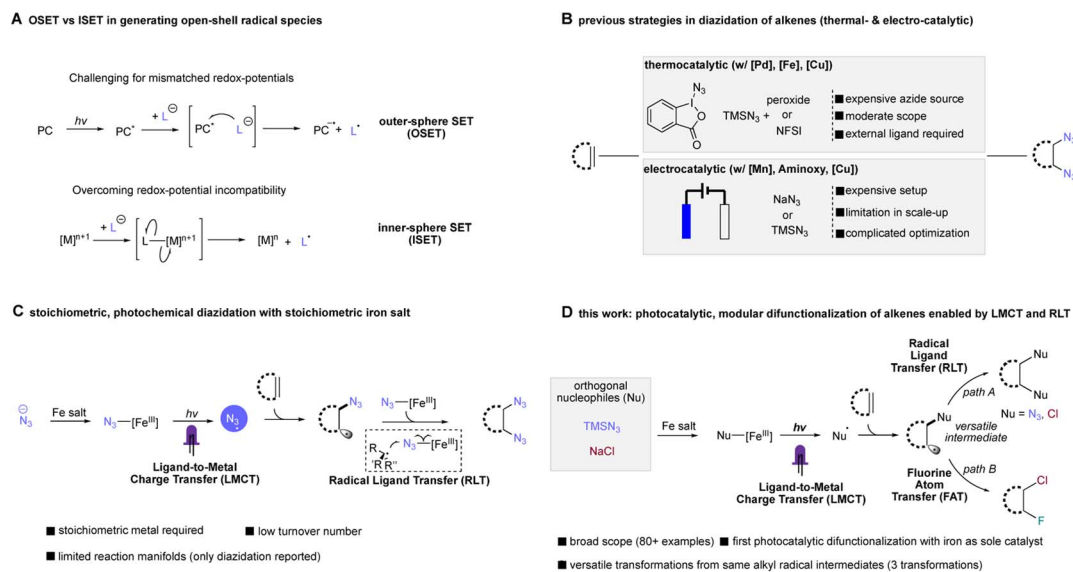 A OSET vs ISET in generating open-shell radical species
Challenging for mismatched redox-potentials
PC
hν
PC*
+ L⊖
PC* L⊖
PC•− + L•
outer-sphere SET
(OSET)
Overcoming redox-potential incompatibility
[M]n+1
+ L⊖
L—[M]n+1
[M]n + L•
inner-sphere SET
(ISET)
B previous strategies in diazidation of alkenes (thermal- & electro-catalytic)
thermocatalytic (w/ [Pd], [Fe], [Cu])
N3
I
O
O
TMSN3 +
peroxide
or
NFSI
expensive azide source
moderate scope
external ligand required
electrocatalytic (w/ [Mn], Aminoxy, [Cu])
NaN3
or
TMSN3
expensive setup
limitation in scale-up
complicated optimization
N3
N3
C stoichiometric, photochemical diazidation with stoichiometric iron salt
⊖
N3
Fe salt
N3—[FeIII]
hν
Ligand-to-Metal
Charge Transfer (LMCT)
N3
N3
N3—[FeIII]
R
'R R''
N3—[FeIII]
Radical Ligand Transfer (RLT)
N3
N3
stoichiometric metal required
low turnover number
limited reaction manifolds (only diazidation reported)
D this work: photocatalytic, modular difunctionalization of alkenes enabled by LMCT and RLT
orthogonal
nucleophiles (Nu)
TMSN3
NaCl
Fe salt
Nu—[FeIII]
hν
Ligand-to-Metal
Charge Transfer (LMCT)
Nu•
Nu
versatile
intermediate
Radical
Ligand
Transfer (RLT)
path A
Nu
Nu
Nu = N3, Cl
Fluorine
Atom
Transfer (FAT)
path B
Cl
F
broad scope (80+ examples)
first photocatalytic difunctionalization with iron as sole catalyst
versatile transformations from same alkyl radical intermediates (3 transformations)